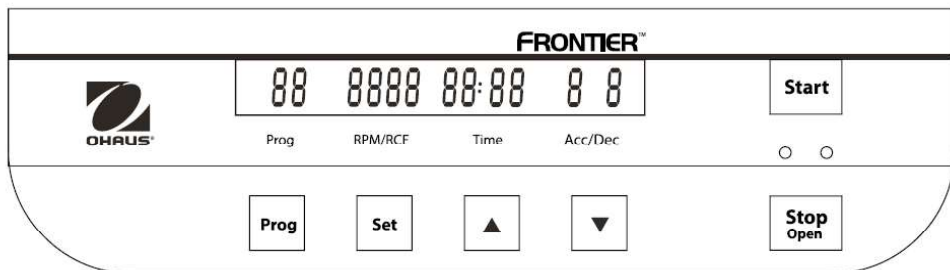 FRONTIER™
88 8888 88:88 8 8
Start
OHAUS®
Prog RPM/RCF Time Acc/Dec
Prog Set ▲ ▼
Stop
Open